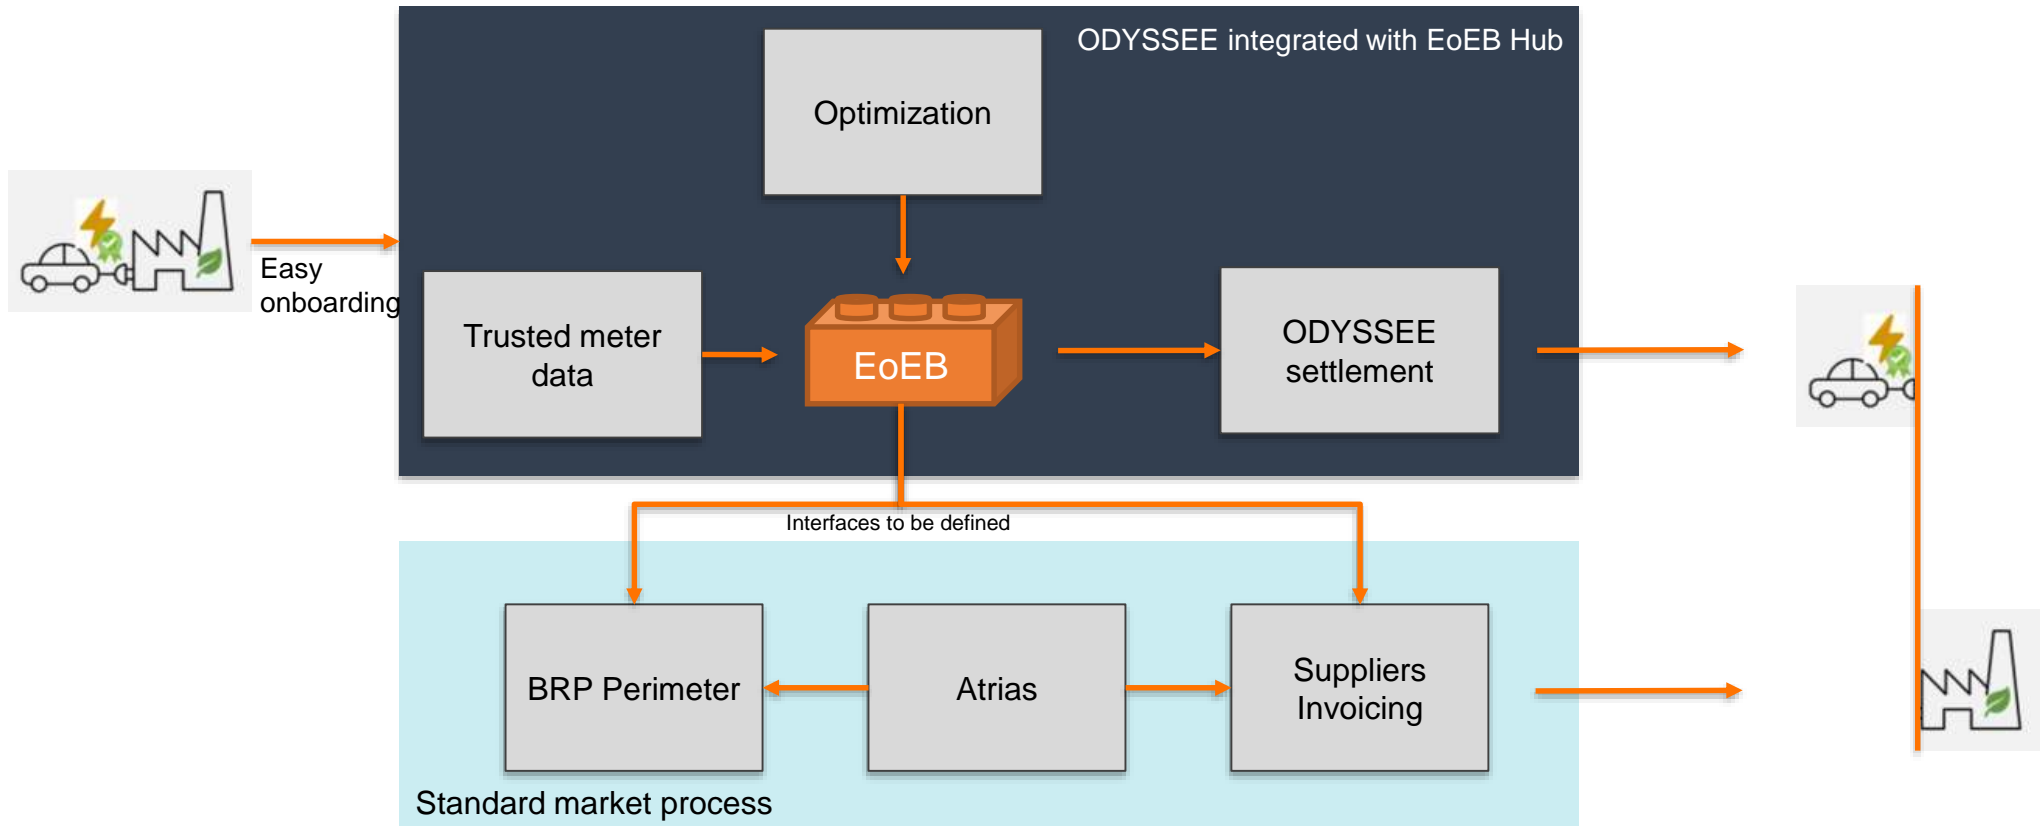 ODYSSEE integrated with EoEB Hub
Optimization
Easy
onboarding
Trusted meter
data
EoEB
ODYSSEE
settlement
Interfaces to be defined
BRP Perimeter
Atrias
Suppliers
Invoicing
Standard market process